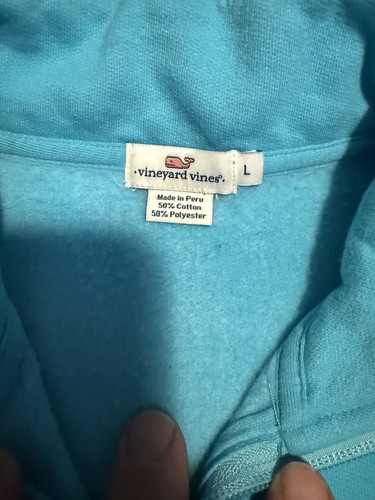 vineyard vines®
L
Made in Peru
50% Cotton
50% Polyester